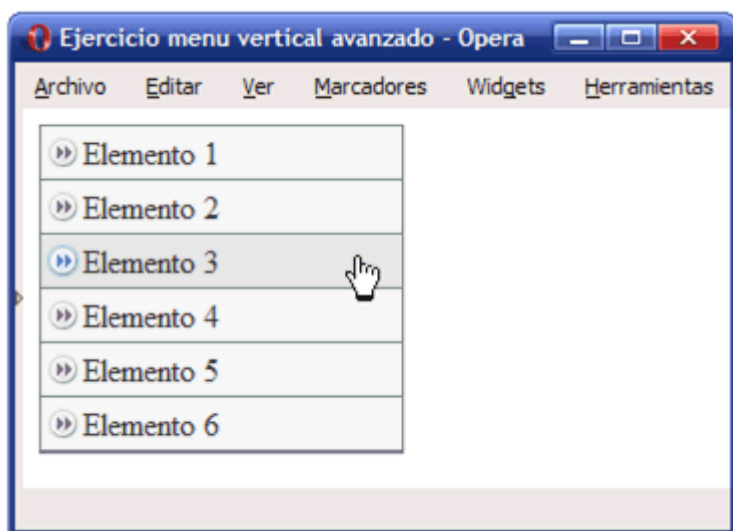 Ejercicio menu vertical avanzado - Opera
Archivo Editar Ver Marcadores Widgets Herramientas
Elemento 1
Elemento 2
Elemento 3
Elemento 4
Elemento 5
Elemento 6